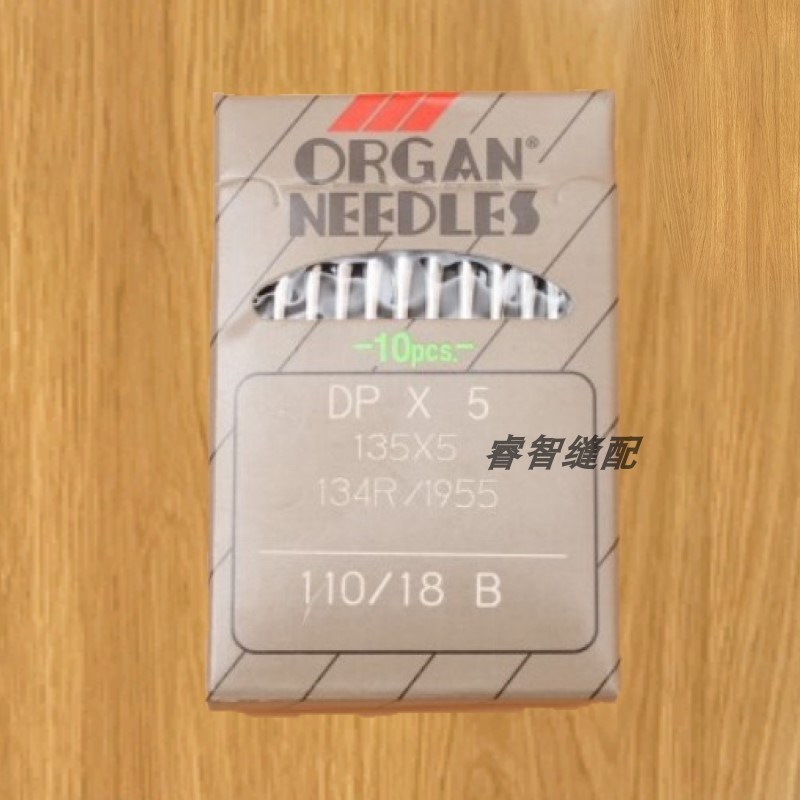 ORGAN®
NEEDLES
-10pcs.-
DP X 5
135X5
睿智缝配
134R/1955
110/18 B